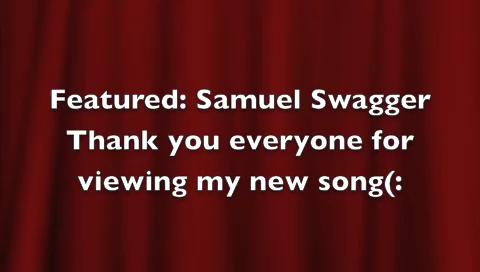 Featured: Samuel Swagger
Thank you everyone for
viewing my new song(: